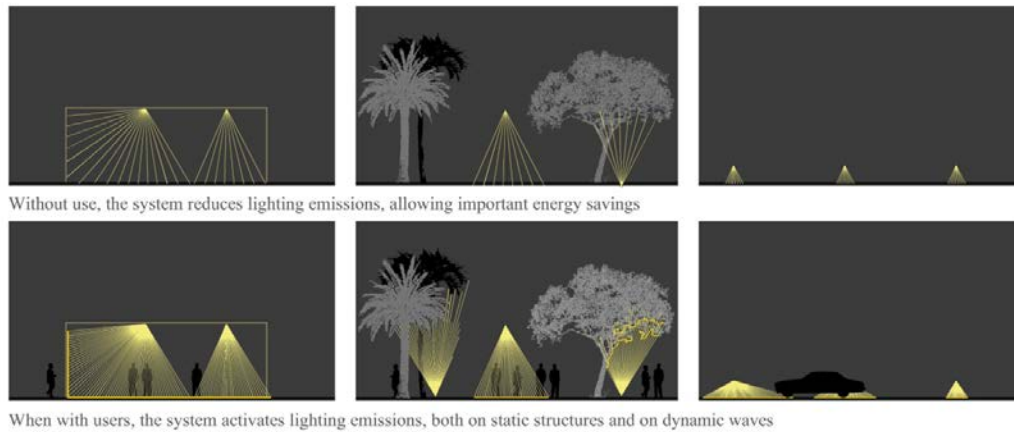 Without use, the system reduces lighting emissions, allowing important energy savings
When with users, the system activates lighting emissions, both on static structures and on dynamic waves